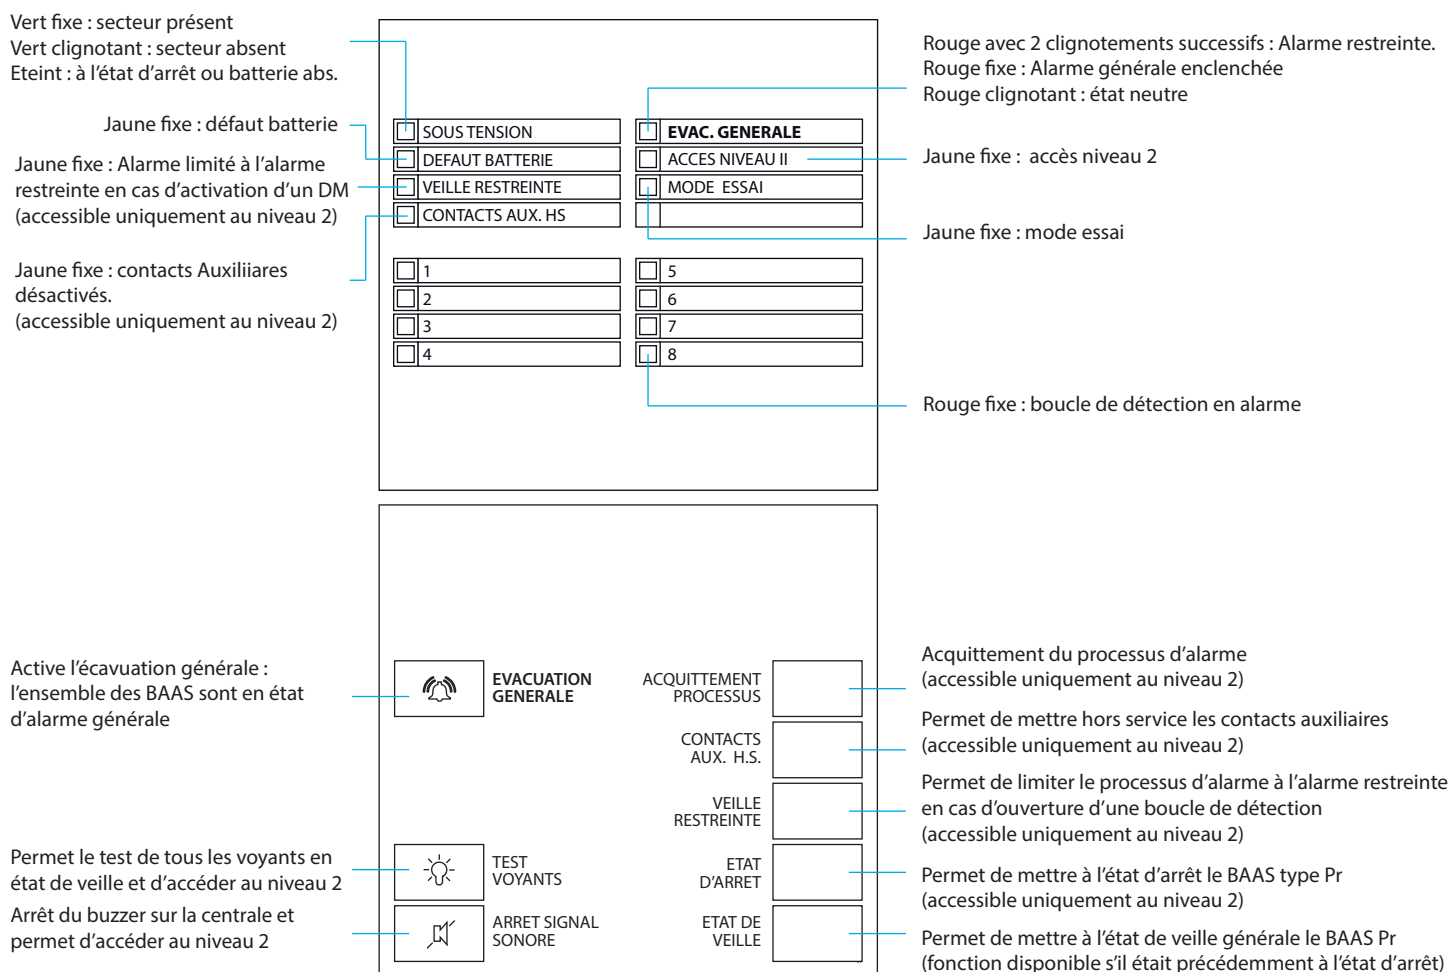 Vert fixe : secteur présent
Vert clignotant : secteur absent
Eteint : à l'état d'arrêt ou batterie abs.
Jaune fixe : défaut batterie
Jaune fixe : Alarme limité à l'alarme
restreinte en cas d'activation d'un DM
(accessible uniquement au niveau 2)
Jaune fixe : contacts Auxiliiares
désactivés.
(accessible uniquement au niveau 2)
SOUS TENSION
DEFAUT BATTERIE
VEILLE RESTREINTE
CONTACTS AUX. HS
1
2
3
4
EVAC. GENERALE
ACCES NIVEAU II
MODE ESSAI
5
6
7
8
Rouge avec 2 clignotements successifs : Alarme restreinte.
Rouge fixe : Alarme générale enclenchée
Rouge clignotant : état neutre
Jaune fixe : accès niveau 2
Jaune fixe : mode essai
Rouge fixe : boucle de détection en alarme
Active l'écavuation générale :
l'ensemble des BAAS sont en état
d'alarme générale
Permet le test de tous les voyants en
état de veille et d'accéder au niveau 2
Arrêt du buzzer sur la centrale et
permet d'accéder au niveau 2
EVACUATION
GENERALE
TEST
VOYANTS
ARRET SIGNAL
SONORE
ACQUITTEMENT
PROCESSUS
CONTACTS
AUX. H.S.
VEILLE
RESTREINTE
ETAT
D'ARRET
ETAT DE
VEILLE
Acquittement du processus d'alarme
(accessible uniquement au niveau 2)
Permet de mettre hors service les contacts auxiliaires
(accessible uniquement au niveau 2)
Permet de limiter le processus d'alarme à l'alarme restreinte
en cas d'ouverture d'une boucle de détection
(accessible uniquement au niveau 2)
Permet de mettre à l'état d'arrêt le BAAS type Pr
(accessible uniquement au niveau 2)
Permet de mettre à l'état de veille générale le BAAS Pr
(fonction disponible s'il était précédemment à l'état d'arrêt)